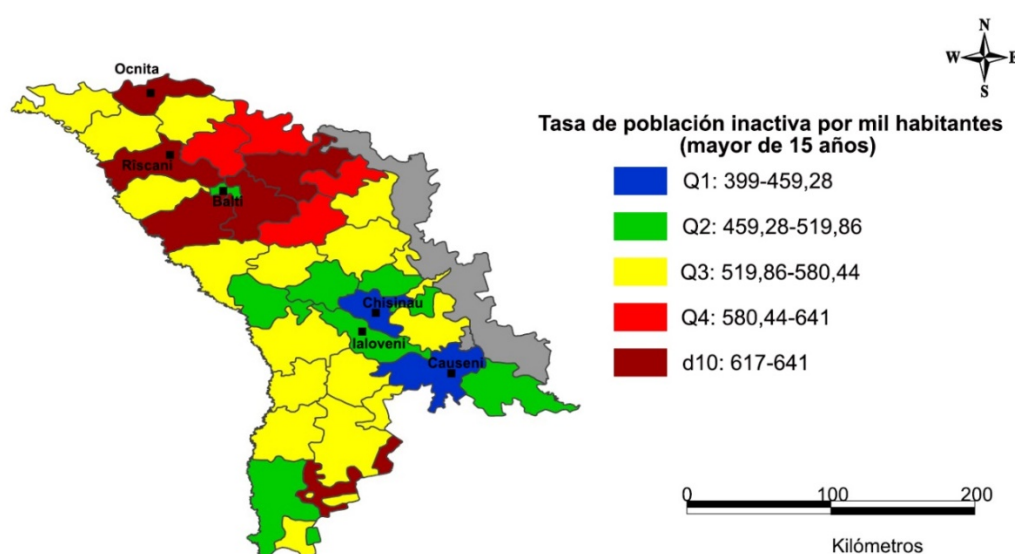 N
W E
S
Ocnita
Riscani
Balti
Chisinau
Ialoveni
Causeni
Tasa de población inactiva por mil habitantes
(mayor de 15 años)
Q1: 399-459,28
Q2: 459,28-519,86
Q3: 519,86-580,44
Q4: 580,44-641
d10: 617-641
0 100 200
Kilómetros